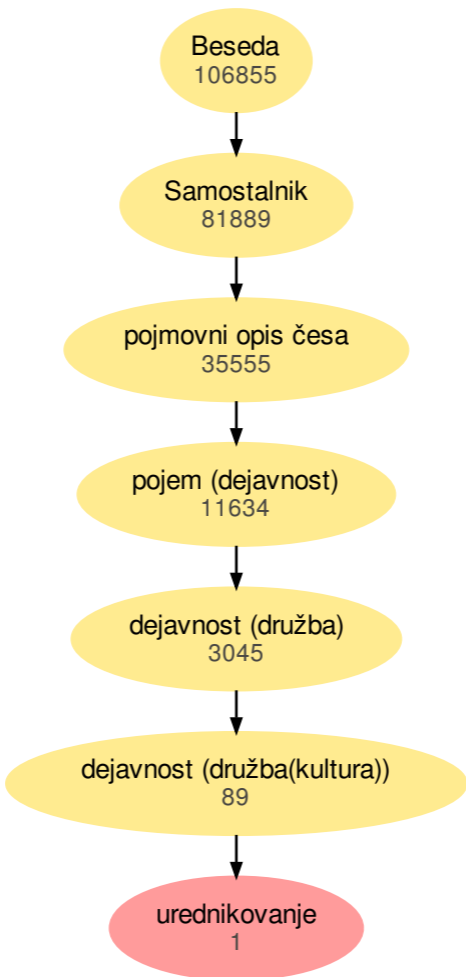 Beseda
106855
Samostalnik
81889
pojmovni opis česa
35555
pojem (dejavnost)
11634
dejavnost (družba)
3045
dejavnost (družba(kultura))
89
urednikovanje
1